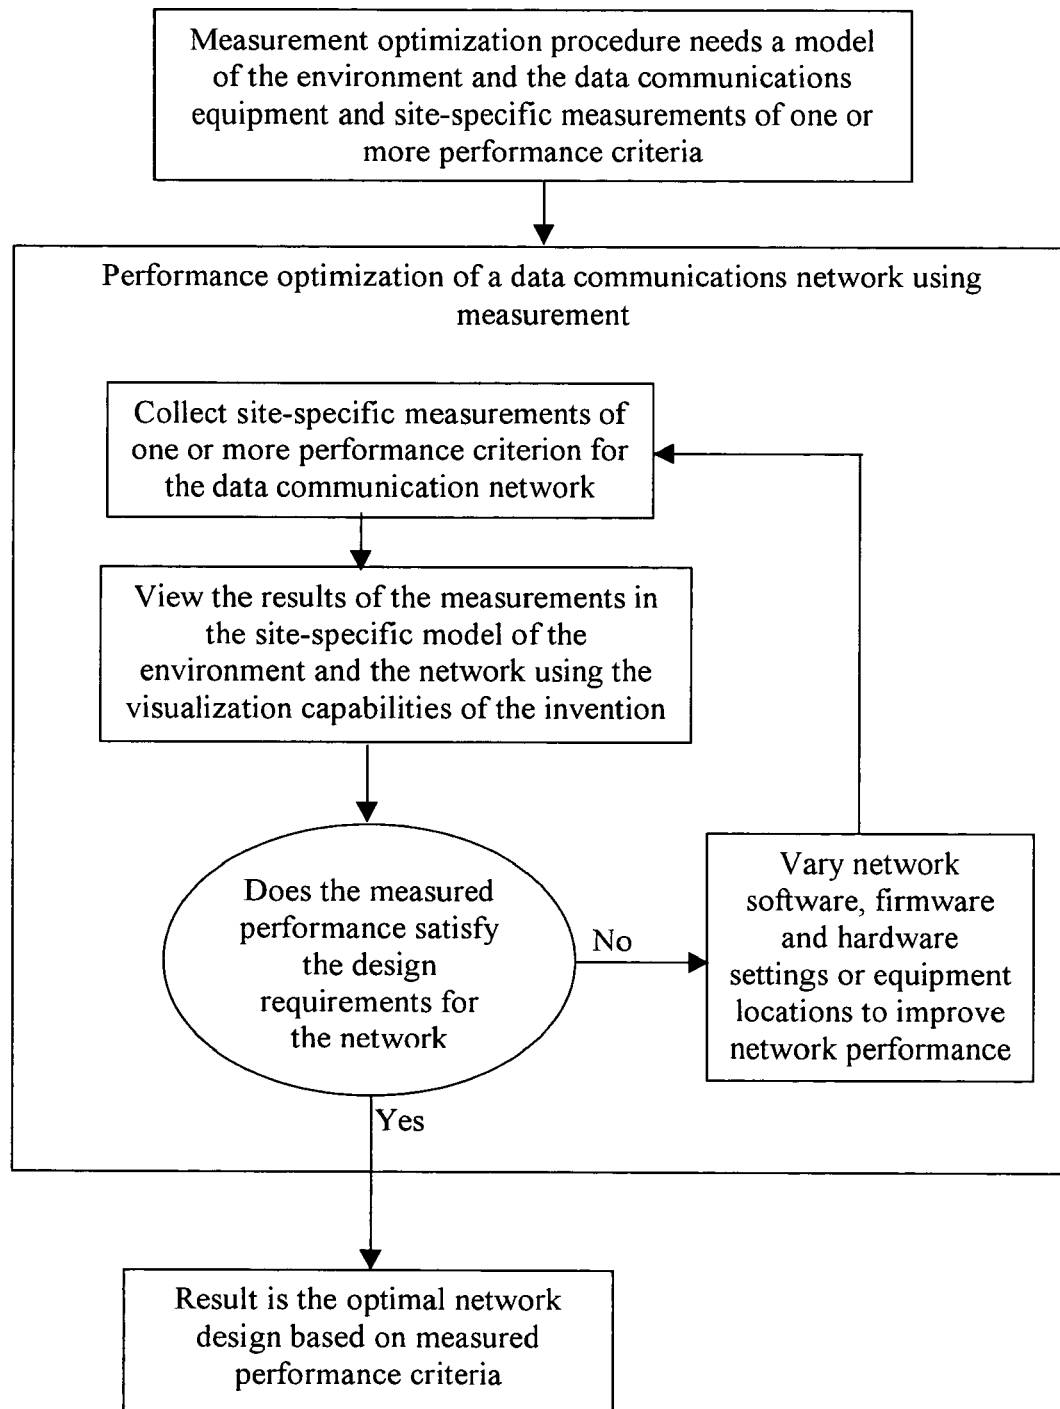 Measurement optimization procedure needs a model
of the environment and the data communications
equipment and site-specific measurements of one or
more performance criteria
Performance optimization of a data communications network using
measurement
Collect site-specific measurements of
one or more performance criterion for
the data communication network
View the results of the measurements in
the site-specific model of the
environment and the network using the
visualization capabilities of the invention
Does the measured
performance satisfy
the design
requirements for
the network
No
Vary network
software, firmware
and hardware
settings or equipment
locations to improve
network performance
Yes
Result is the optimal network
design based on measured
performance criteria